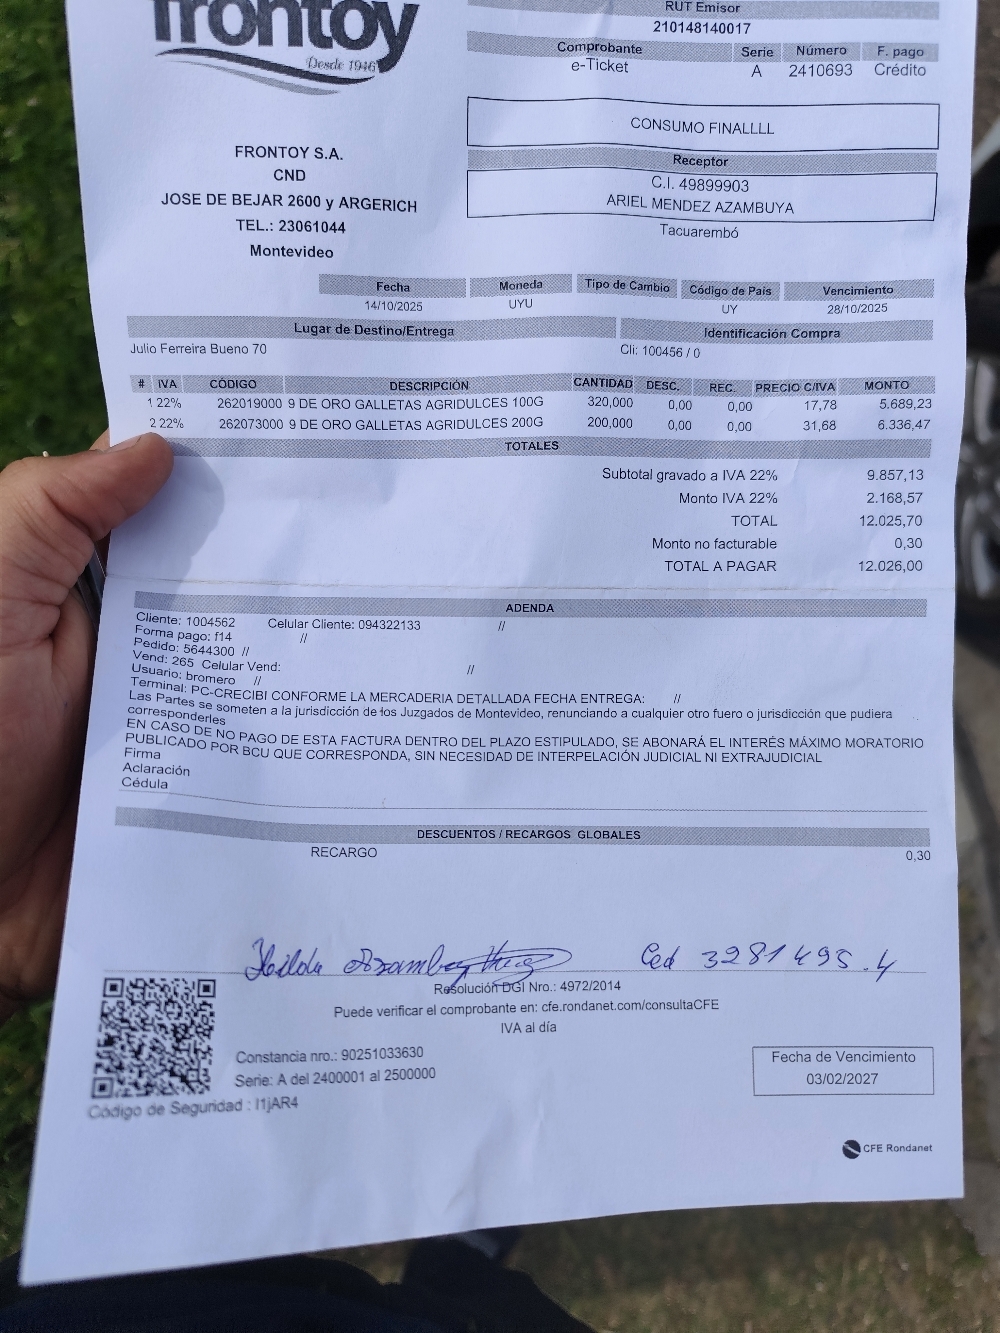 frontoy
Desde 1946
RUT Emisor
210148140017
Comprobante Serie Número F. pago
e-Ticket A 2410693 Crédito
CONSUMO FINALLLL
Receptor
C.I. 49899903
ARIEL MENDEZ AZAMBUYA
Tacuarembó
FRONTOY S.A.
CND
JOSE DE BEJAR 2600 y ARGERICH
TEL.: 23061044
Montevideo
Fecha Moneda Tipo de Cambio Código de País Vencimiento
14/10/2025 UYU UY 28/10/2025
Lugar de Destino/Entrega Identificación Compra
Julio Ferreira Bueno 70 Cli: 100456 / 0
# IVA CÓDIGO DESCRIPCIÓN CANTIDAD DESC. REC. PRECIO C/IVA MONTO
1 22% 262019000 9 DE ORO GALLETAS AGRIDULCES 100G 320,000 0,00 0,00 17,78 5.689,23
2 22% 262073000 9 DE ORO GALLETAS AGRIDULCES 200G 200,000 0,00 0,00 31,68 6.336,47
TOTALES
Subtotal gravado a IVA 22% 9.857,13
Monto IVA 22% 2.168,57
TOTAL 12.025,70
Monto no facturable 0,30
TOTAL A PAGAR 12.026,00
ADENDA
Cliente: 1004562 Celular Cliente: 094322133 //
Forma pago: f14 //
Pedido: 5644300 //
Vend: 265 Celular Vend: //
Usuario: bromero //
Terminal: PC-CRECIBI CONFORME LA MERCADERIA DETALLADA FECHA ENTREGA: //
Las Partes se someten a la jurisdicción de los Juzgados de Montevideo, renunciando a cualquier otro fuero o jurisdicción que pudiera
corresponderles
EN CASO DE NO PAGO DE ESTA FACTURA DENTRO DEL PLAZO ESTIPULADO, SE ABONARÁ EL INTERÉS MÁXIMO MORATORIO
PUBLICADO POR BCU QUE CORRESPONDA, SIN NECESIDAD DE INTERPELACIÓN JUDICIAL NI EXTRAJUDICIAL
Firma
Aclaración
Cédula
DESCUENTOS / RECARGOS GLOBALES
RECARGO 0,30
Hilda Ced 3281495.4
Resolución DGI Nro.: 4972/2014
Puede verificar el comprobante en: cfe.rondanet.com/consultaCFE
IVA al día
Constancia nro.: 90251033630
Serie: A del 2400001 al 2500000
Código de Seguridad : I1jAR4
Fecha de Vencimiento
03/02/2027
CFE Rondanet